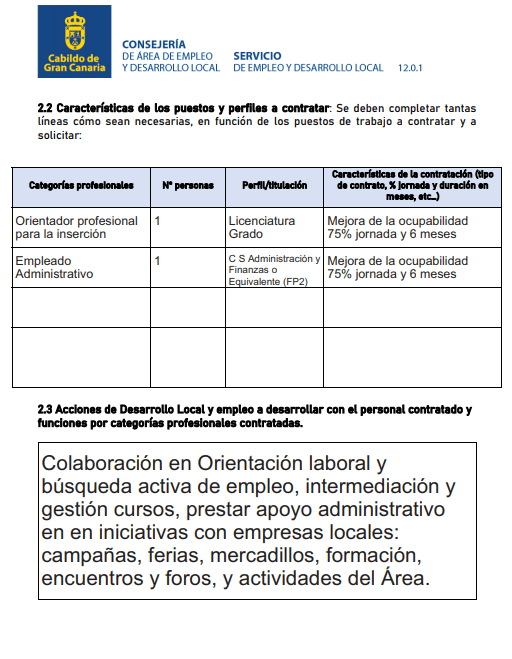 Cabildo de
Gran Canaria
CONSEJERÍA
DE ÁREA DE EMPLEO
Y DESARROLLO LOCAL
SERVICIO
DE EMPLEO Y DESARROLLO LOCAL 12.0.1
2.2 Características de los puestos y perfiles a contratar: Se deben completar tantas
líneas cómo sean necesarias, en función de los puestos de trabajo a contratar y a
solicitar:
Categorías profesionales
Nº personas
Perfil/titulación
Características de la contratación (tipo
de contrato, % jornada y duración en
meses, etc…)
Orientador profesional
para la inserción
1
Licenciatura
Grado
Mejora de la ocupabilidad
75% jornada y 6 meses
Empleado
Administrativo
1
C S Administración y
Finanzas o
Equivalente (FP2)
Mejora de la ocupabilidad
75% jornada y 6 meses
2.3 Acciones de Desarrollo Local y empleo a desarrollar con el personal contratado y
funciones por categorías profesionales contratadas.
Colaboración en Orientación laboral y
búsqueda activa de empleo, intermediación y
gestión cursos, prestar apoyo administrativo
en en iniciativas con empresas locales:
campañas, ferias, mercadillos, formación,
encuentros y foros, y actividades del Área.